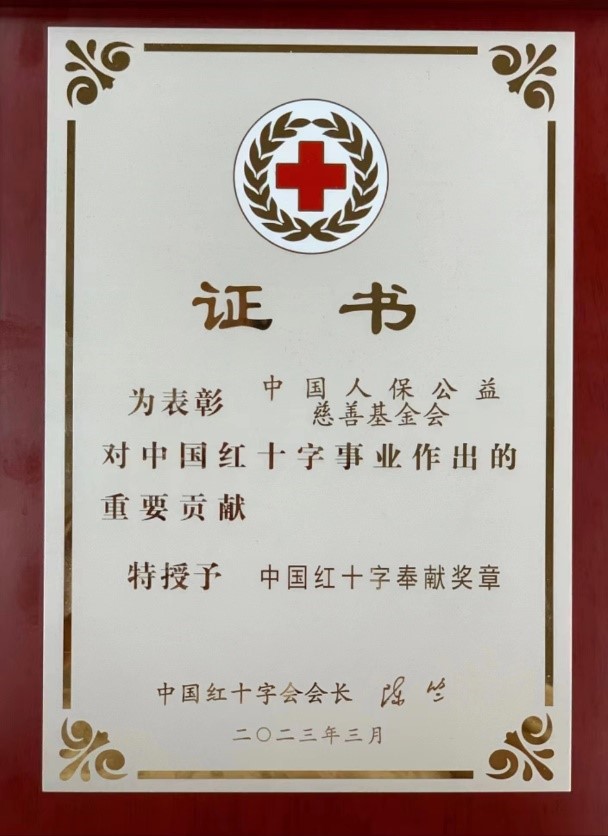 证书
为表彰 中国人保公益
慈善基金会
对中国红十字事业作出的
重要贡献
特授予 中国红十字奉献奖章
中国红十字会会长 陈竺
二〇二三年三月